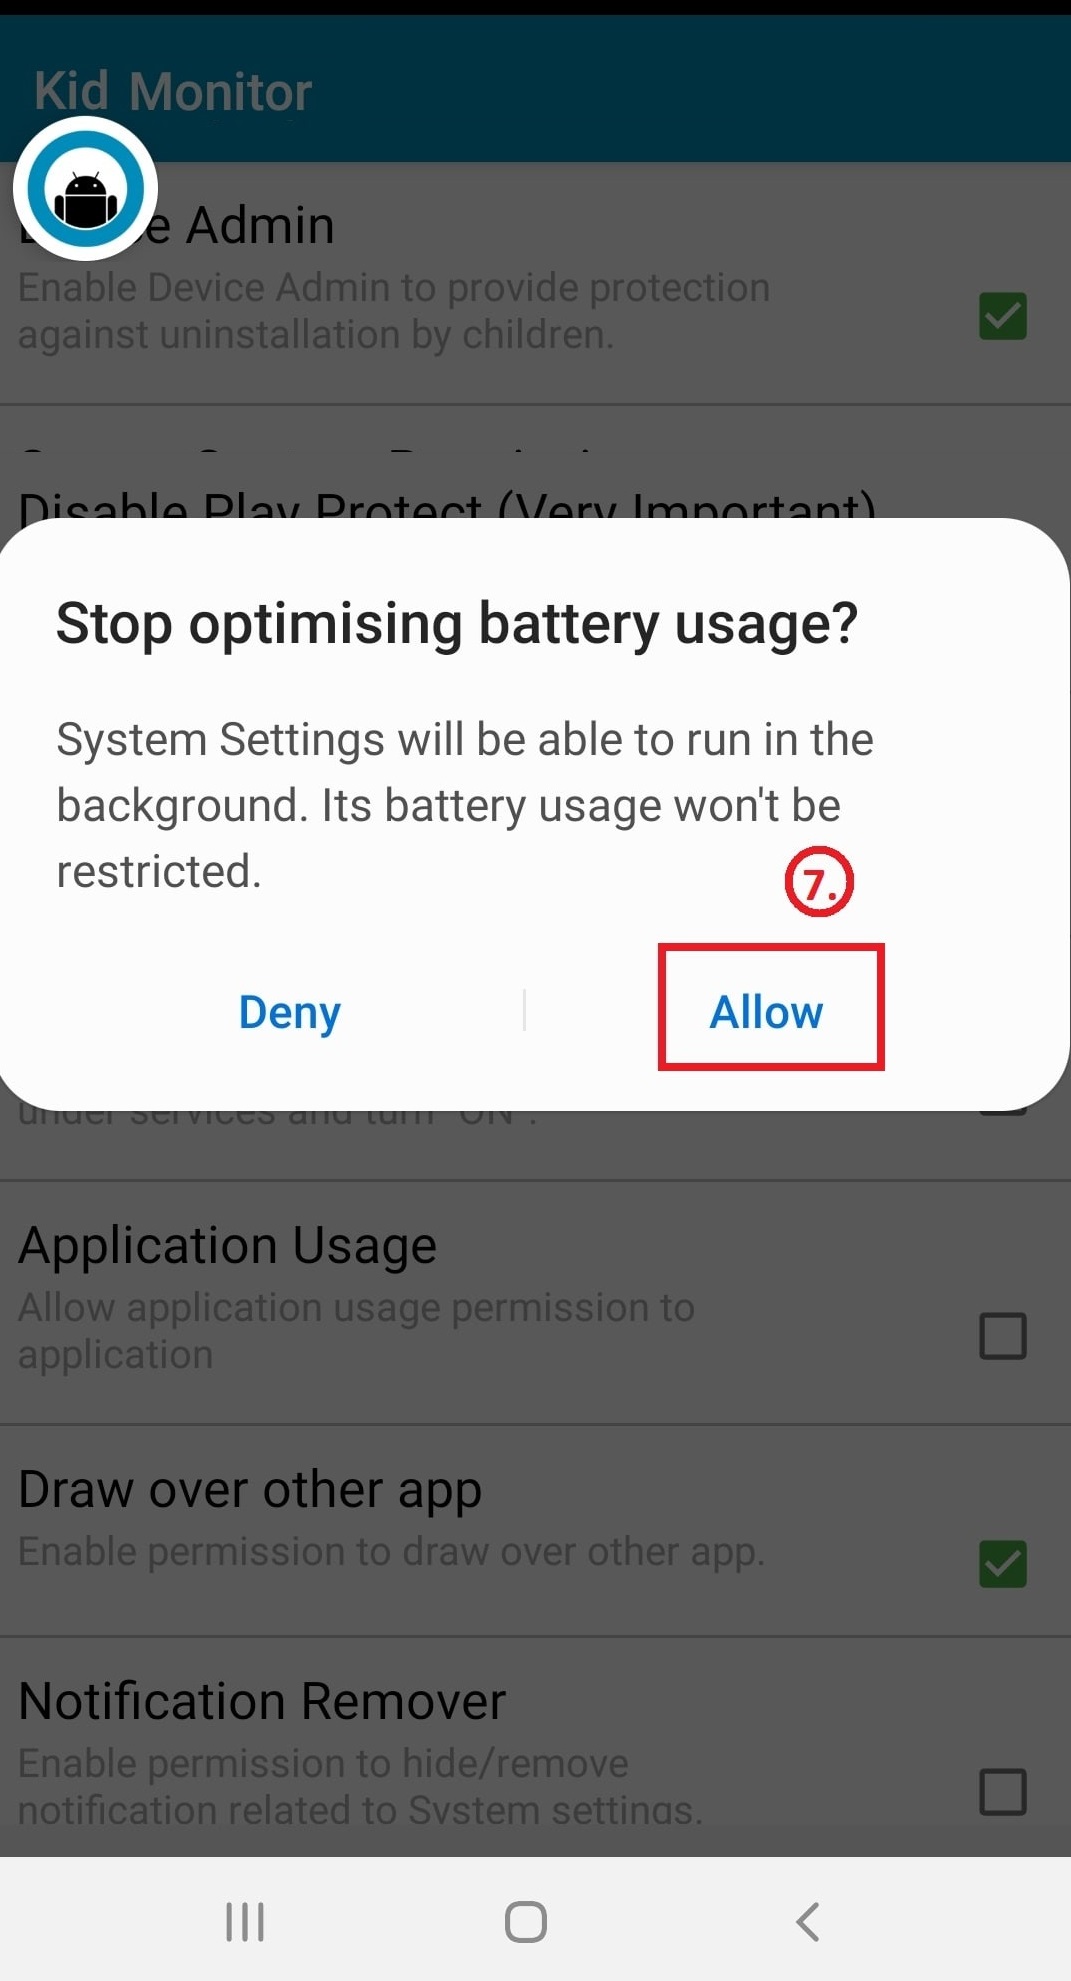 Kid Monitor
Admin
Enable Device Admin to provide protection
against uninstallation by children.
Disable Play Protect (Very Important)
Stop optimising battery usage?
System Settings will be able to run in the
background. Its battery usage won't be
restricted.
7.
Deny
Allow
under services and turn "ON".
Application Usage
Allow application usage permission to
application
Draw over other app
Enable permission to draw over other app.
Notification Remover
Enable permission to hide/remove
notification related to System settings.